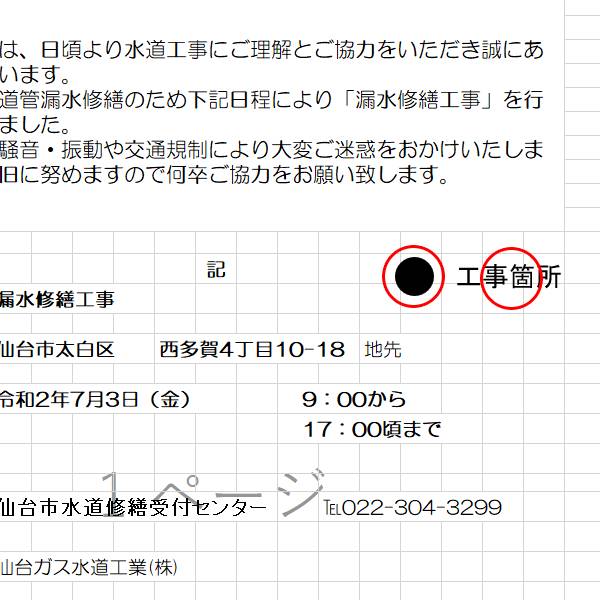 は、日頃より水道工事にご理解とご協力をいただき誠にあ
います。
道管漏水修繕のため下記日程により「漏水修繕工事」を行
ました。
騒音・振動や交通規制により大変ご迷惑をおかけいたしま
旧に努めますので何卒ご協力をお願い致します。
記
● 工事箇所
漏水修繕工事
仙台市太白区 西多賀4丁目10-18 地先
令和2年7月3日（金） 9：00から
17：00頃まで
1 ページ
仙台市水道修繕受付センター ℡022-304-3299
仙台ガス水道工業(株)